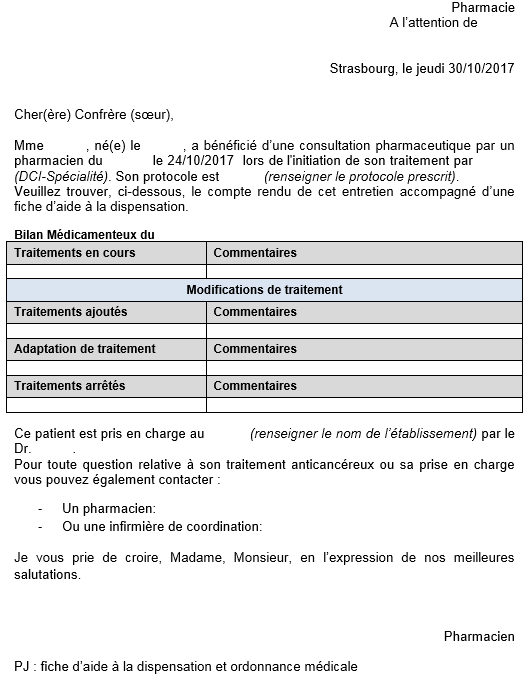 Pharmacie
A l’attention de
Strasbourg, le jeudi 30/10/2017
Cher(ère) Confrère (sœur),
Mme , né(e) le , a bénéficié d’une consultation pharmaceutique par un
pharmacien du le 24/10/2017 lors de l’initiation de son traitement par
(DCI-Spécialité). Son protocole est (renseigner le protocole prescrit).
Veuillez trouver, ci-dessous, le compte rendu de cet entretien accompagné d’une
fiche d’aide à la dispensation.
Bilan Médicamenteux du
Traitements en cours Commentaires
Modifications de traitement
Traitements ajoutés Commentaires
Adaptation de traitement Commentaires
Traitements arrêtés Commentaires
Ce patient est pris en charge au (renseigner le nom de l’établissement) par le
Dr. .
Pour toute question relative à son traitement anticancéreux ou sa prise en charge
vous pouvez également contacter :
- Un pharmacien:
- Ou une infirmière de coordination:
Je vous prie de croire, Madame, Monsieur, en l’expression de nos meilleures
salutations.
Pharmacien
PJ : fiche d’aide à la dispensation et ordonnance médicale